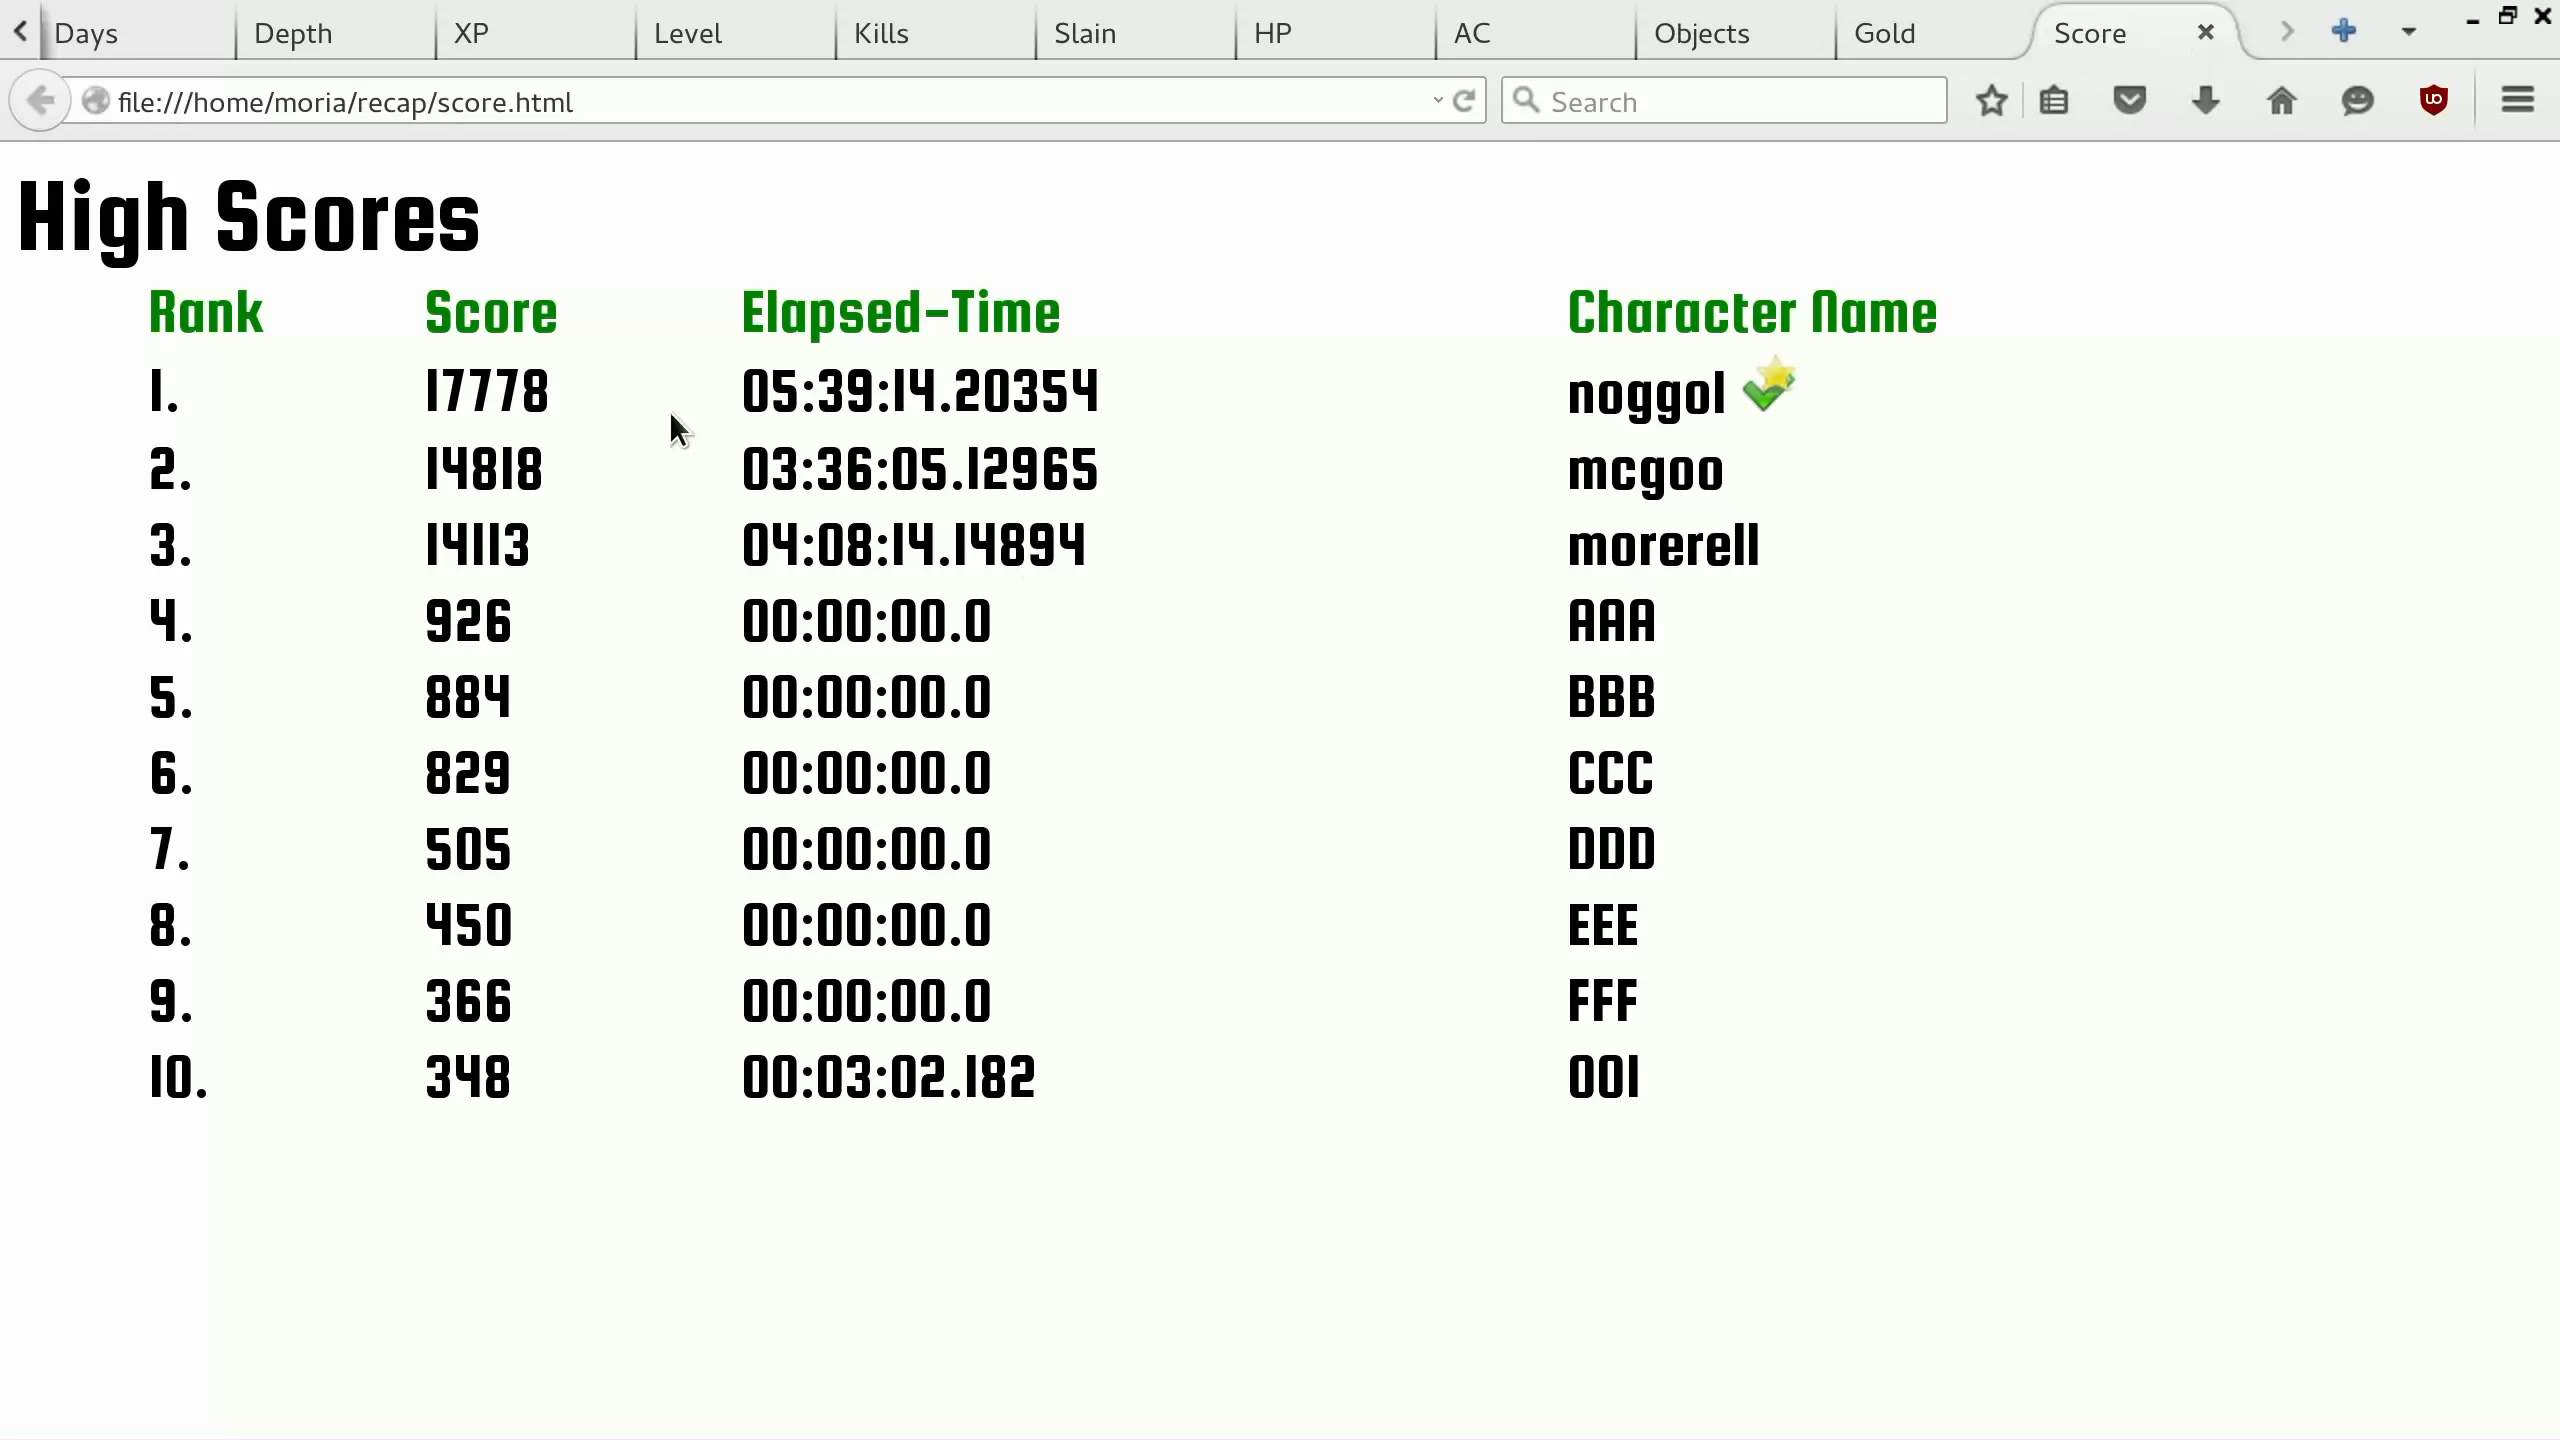 Days Depth XP Level Kills Slain HP AC Objects Gold Score
file:///home/moria/recap/score.html Search
High Scores
Rank Score Elapsed-Time Character Name
1. 17778 05:39:14.20354 noggol
2. 14818 03:36:05.12965 mcgoo
3. 14113 04:08:14.14894 morerell
4. 926 00:00:00.0 AAA
5. 884 00:00:00.0 BBB
6. 829 00:00:00.0 CCC
7. 505 00:00:00.0 DDD
8. 450 00:00:00.0 EEE
9. 366 00:00:00.0 FFF
10. 348 00:03:02.182 001